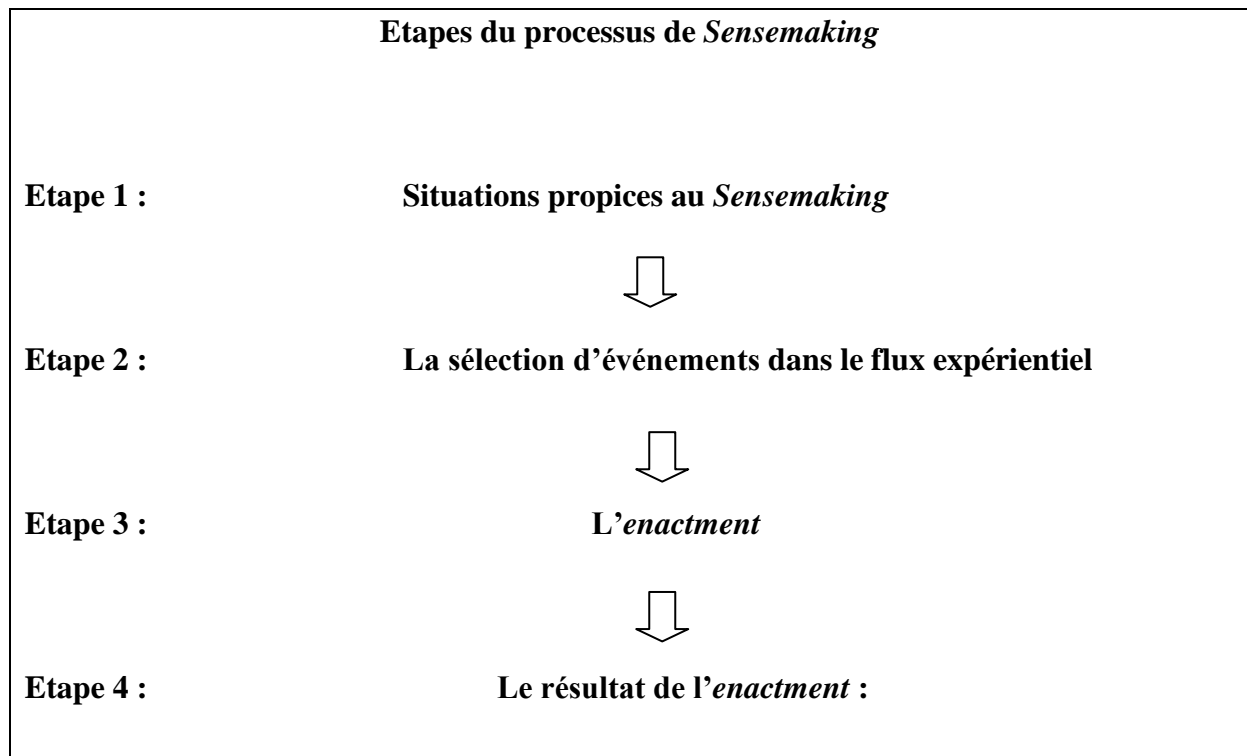 Etapes du processus de Sensemaking
Etape 1 : Situations propices au Sensemaking
Etape 2 : La sélection d’événements dans le flux expérientiel
Etape 3 : L’enactment
Etape 4 : Le résultat de l’enactment :